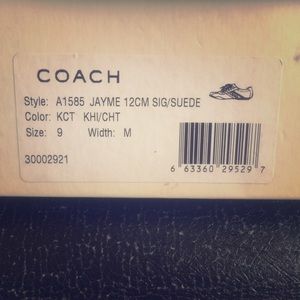 COACH
Style: A1585 JAYME 12CM SIG/SUEDE
Color: KCT KHI/CHT
Size: 9 Width: M
30002921
6 63360 29529 7